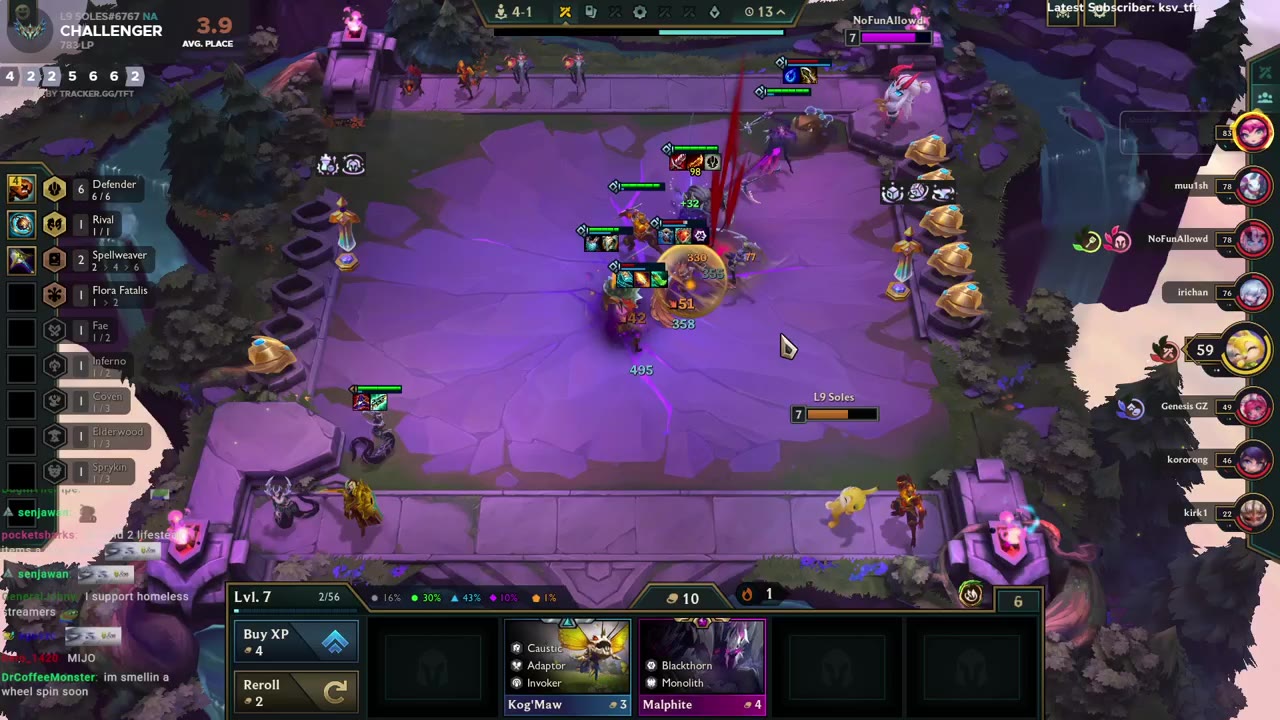 L9 SOLES#6767 NA
CHALLENGER
783 LP
3.9
AVG. PLACE
4 2 2 5 6 6 2
BY TRACKER.GG/TFT
4-1
13
Latest Subscriber: ksv_tft
NoFunAllowd
7
83
muu1sh 78
NoFunAllowd 78
irichan 76
59
Genesis GZ 49
kororong 46
kirk1 22
6 Defender
6 / 6
1 Rival
1 / 1
2 Spellweaver
2 > 4 > 6
1 Flora Fatalis
1 > 2
1 Fae
1 / 2
1 Inferno
1 / 2
1 Coven
1 / 3
1 Elderwood
1 / 3
1 Sprykin
1 / 3
98
+32
330
355
77
51
42
358
495
L9 Soles
7
senjawan
pocketsharks:
2 lifesteal
items a
senjawan
I support homeless
streamers
MIJO
DrCoffeeMonster: im smellin a
wheel spin soon
Lvl. 7 2/56
16% 30% 43% 10% 1%
10
1
6
Buy XP
4
Reroll
2
Caustic
Adaptor
Invoker
Kog'Maw 3
Blackthorn
Monolith
Malphite 4